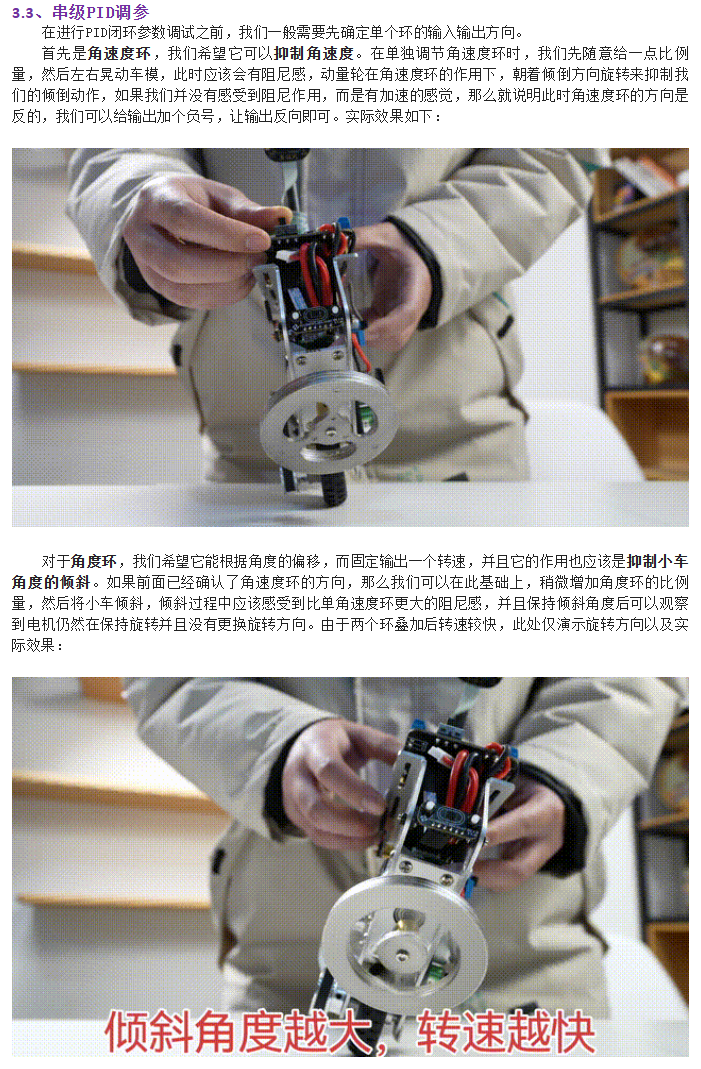 3.3、串级PID调参
在进行PID闭环参数调试之前，我们一般需要先确定单个环的输入输出方向。
首先是角速度环，我们希望它可以抑制角速度。在单独调节角速度环时，我们先随意给一点比例
量，然后左右晃动车模，此时应该会有阻尼感，动量轮在角速度环的作用下，朝着倾倒方向旋转来抑制我
们的倾倒动作，如果我们并没有感受到阻尼作用，而是有加速的感觉，那么就说明此时角速度环的方向是
反的，我们可以给输出加个负号，让输出反向即可。实际效果如下：
对于角度环，我们希望它能根据角度的偏移，而固定输出一个转速，并且它的作用也应该是抑制小车
角度的倾斜。如果前面已经确认了角速度环的方向，那么我们可以在此基础上，稍微增加角度环的比例
量，然后将小车倾斜，倾斜过程中应该感受到比单角速度环更大的阻尼感，并且保持倾斜角度后可以观察
到电机仍然在保持旋转并且没有更换旋转方向。由于两个环叠加后转速较快，此处仅演示旋转方向以及实
际效果：
倾斜角度越大，转速越快